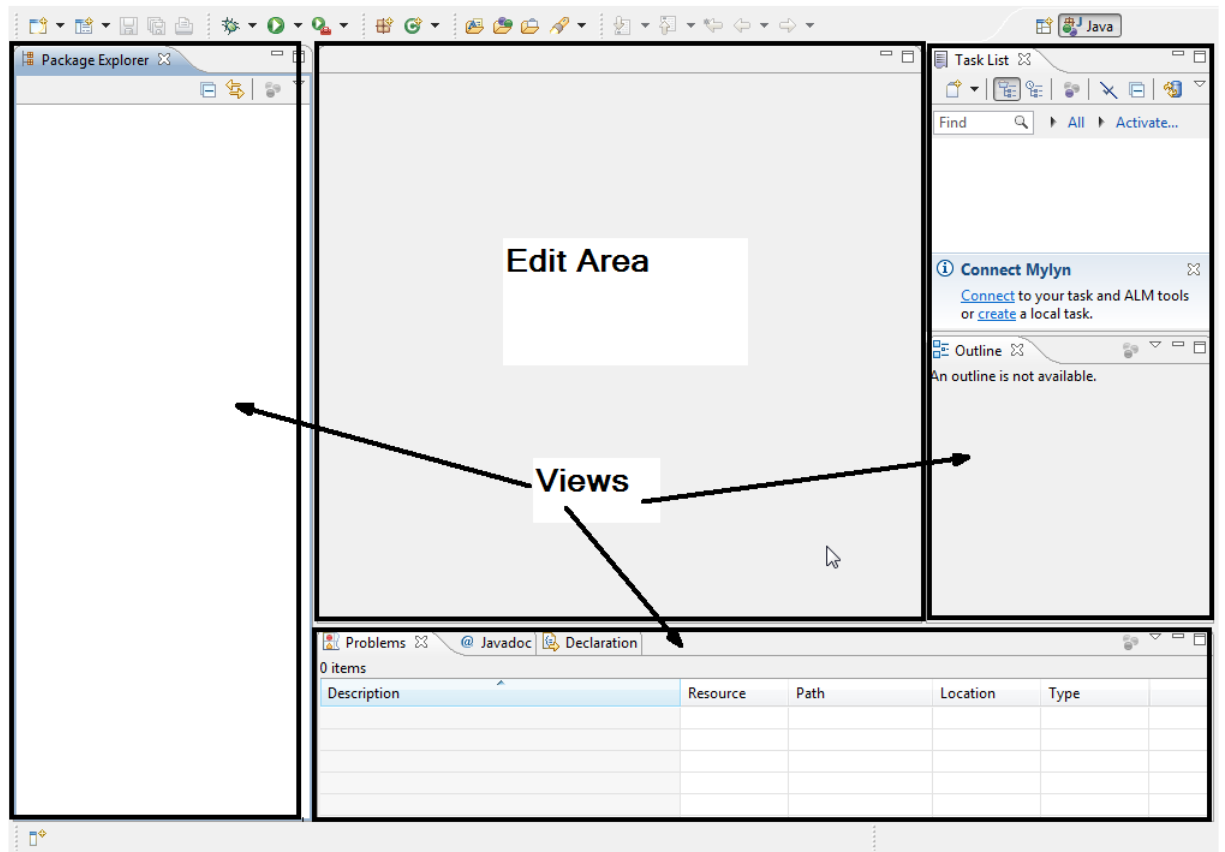 Java
Package Explorer
Task List
Find
All
Activate...
Edit Area
Connect Mylyn
Connect to your task and ALM tools
or create a local task.
Outline
An outline is not available.
Views
Problems
@ Javadoc
Declaration
0 items
Description
Resource
Path
Location
Type